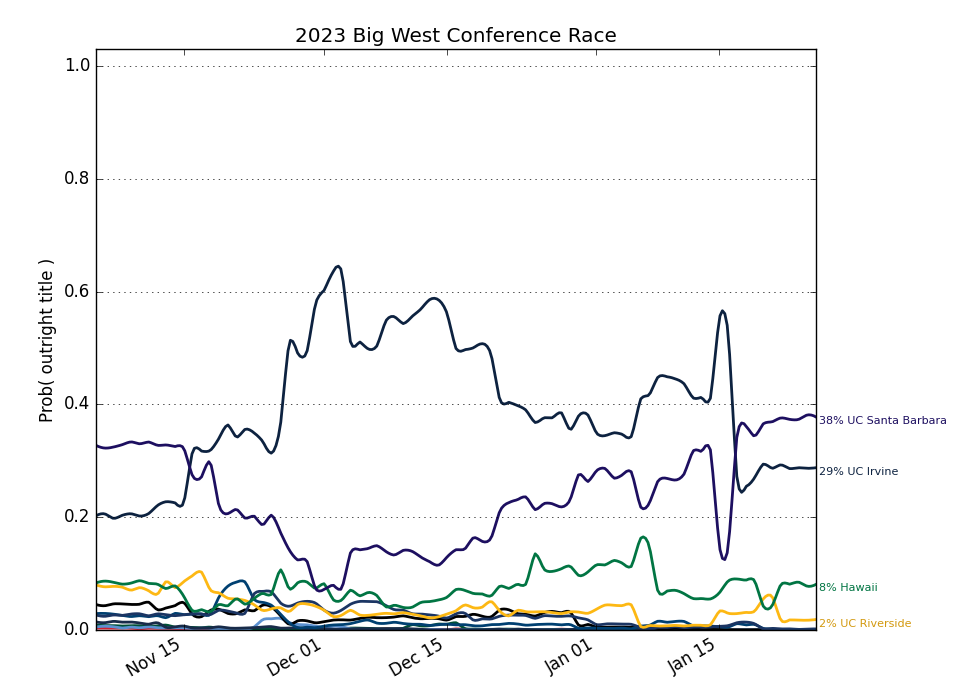 2023 Big West Conference Race
Prob( outright title )
1.0
0.8
0.6
0.4
0.2
0.0
38% UC Santa Barbara
29% UC Irvine
8% Hawaii
2% UC Riverside
Nov 15
Dec 01
Dec 15
Jan 01
Jan 15